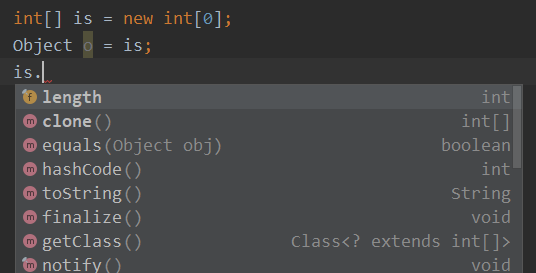 int[] is = new int[0];
Object o = is;
is.
f length int
m clone() int[]
m equals(Object obj) boolean
m hashCode() int
m toString() String
m finalize() void
m getClass() Class<? extends int[]>
m notify() void